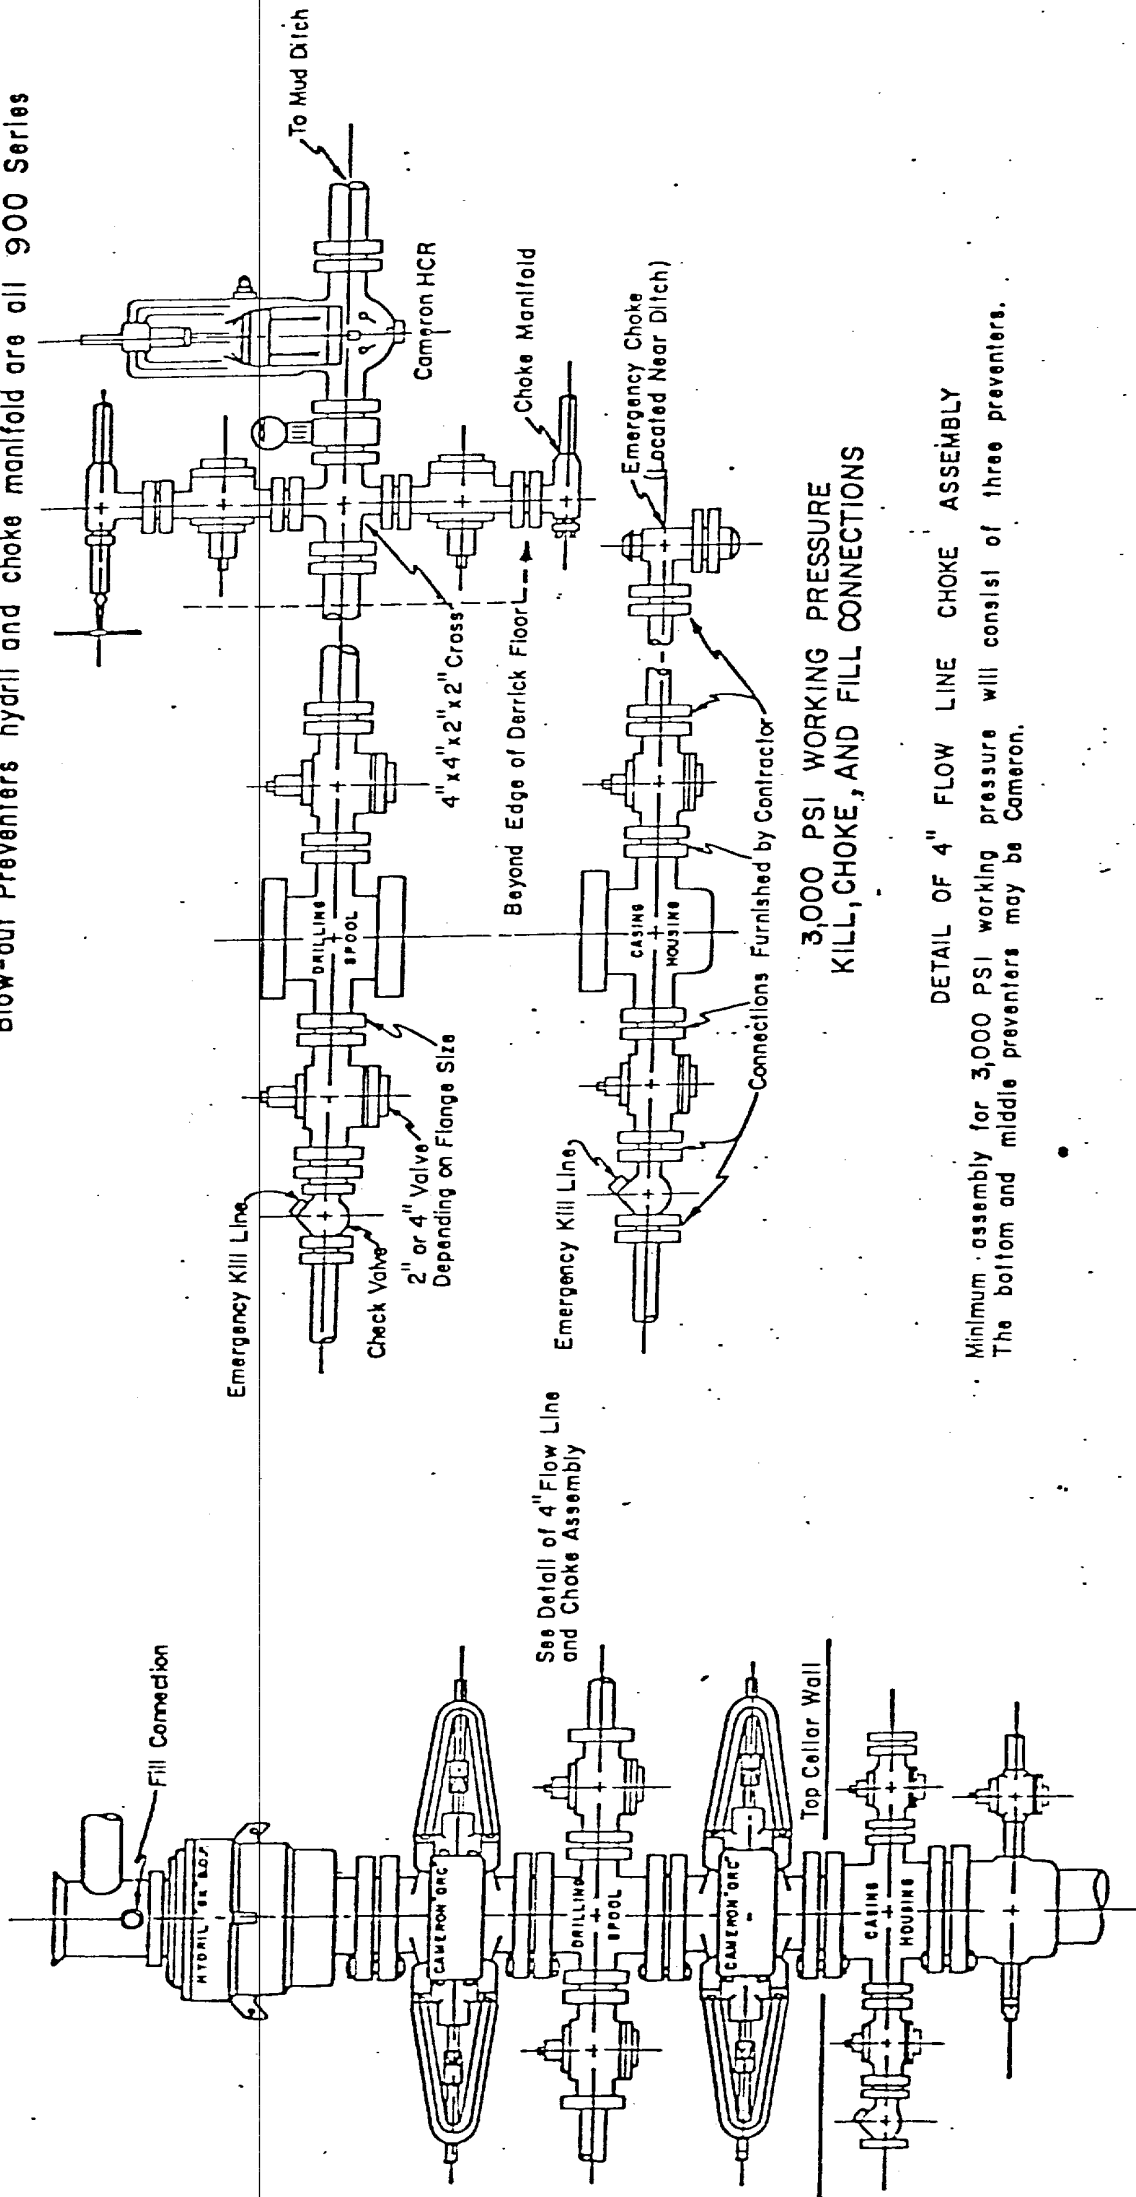 Blow-out Preventers hydril and choke manifold are all 900 Series
Fill Connection
HYDRIL "GK" B.O.P.
CAMERON "QRC"
DRILLING
SPOOL
See Detail of 4" Flow Line
and Choke Assembly
CAMERON "QRC"
Top Cellar Wall
CASING
HOUSING
Emergency Kill Line
Check Valve
2" or 4" Valve
Depending on Flange Size
DRILLING
SPOOL
4"x4"x2"x2" Cross
Beyond Edge of Derrick Floor
To Mud Ditch
Cameron HCR
Choke Manifold
Emergency Kill Line
CASING
HOUSING
Emergency Choke
(Located Near Ditch)
Connections Furnished by Contractor
3,000 PSI WORKING PRESSURE
KILL, CHOKE, AND FILL CONNECTIONS
DETAIL OF 4" FLOW LINE CHOKE ASSEMBLY
Minimum assembly for 3,000 PSI working pressure will consist of three preventers.
The bottom and middle preventers may be Cameron.